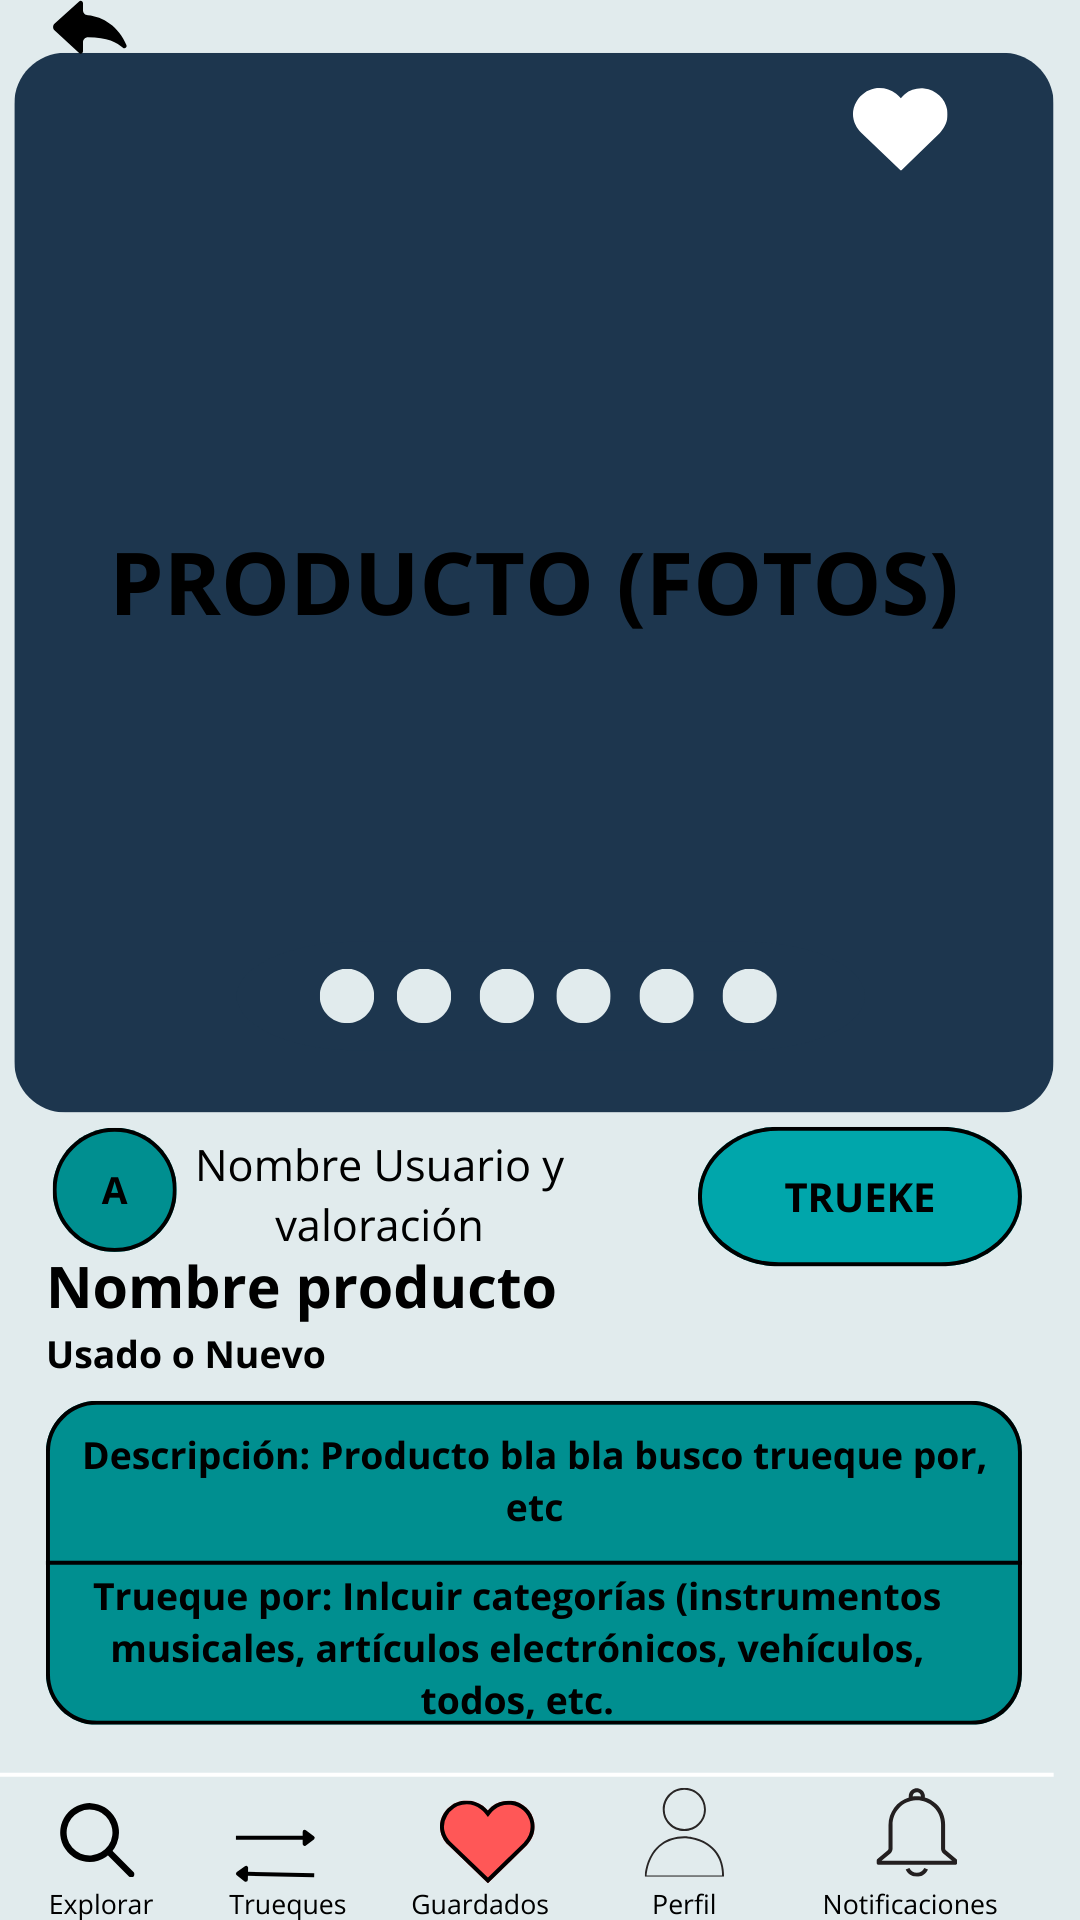 PRODUCTO (FOTOS)
A
Nombre Usuario y
valoración
TRUEKE
Nombre producto
Usado o Nuevo
Descripción: Producto bla bla busco trueque por,
etc
Trueque por: Inlcuir categorías (instrumentos
musicales, artículos electrónicos, vehículos,
todos, etc.
Explorar
Trueques
Guardados
Perfil
Notificaciones